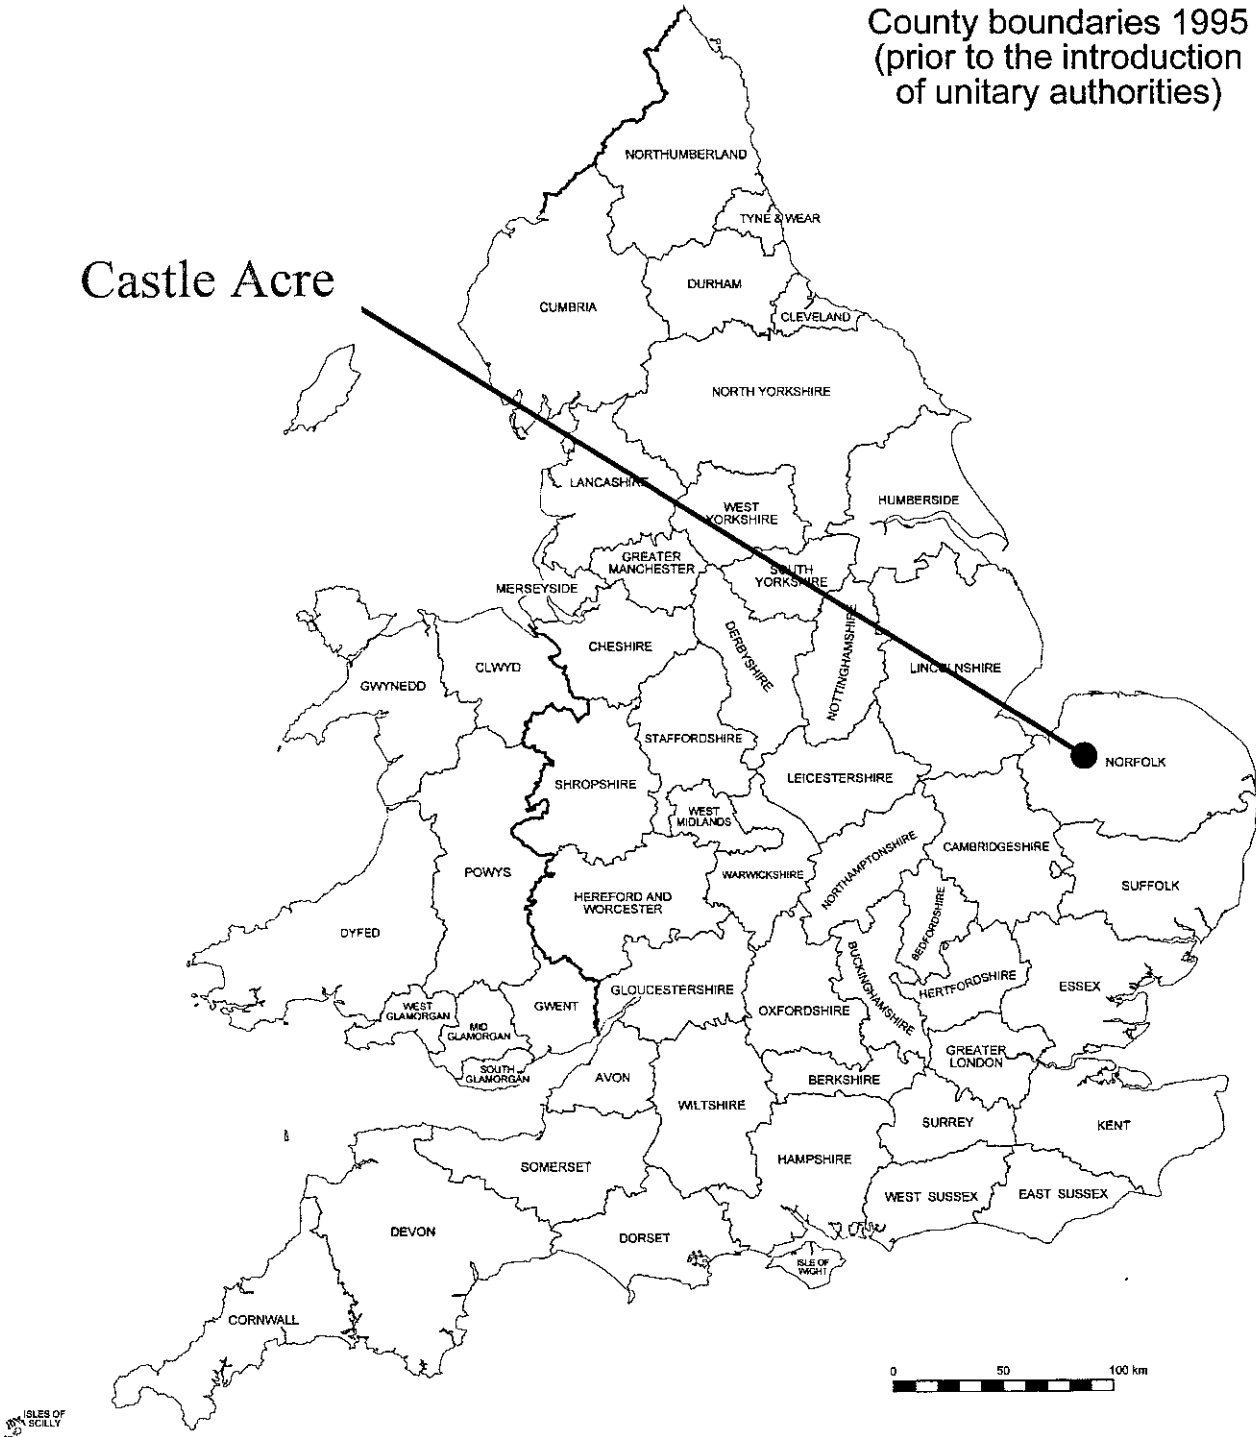 County boundaries 1995
(prior to the introduction
of unitary authorities)
NORTHUMBERLAND
TYNE & WEAR
Castle Acre
DURHAM
CUMBRIA
CLEVELAND
NORTH YORKSHIRE
LANCASHIRE
HUMBERSIDE
WEST
YORKSHIRE
GREATER
MANCHESTER
SOUTH
YORKSHIRE
MERSEYSIDE
CHESHIRE
DERBYSHIRE
NOTTINGHAMSHIRE
CLWYD
LINCOLNSHIRE
GWYNEDD
STAFFORDSHIRE
NORFOLK
SHROPSHIRE
LEICESTERSHIRE
WEST
MIDLANDS
NORTHAMPTONSHIRE
CAMBRIDGESHIRE
POWYS
WARWICKSHIRE
SUFFOLK
HEREFORD AND
WORCESTER
BEDFORDSHIRE
DYFED
BUCKINGHAMSHIRE
HERTFORDSHIRE
ESSEX
GLOUCESTERSHIRE
GWENT
OXFORDSHIRE
WEST
GLAMORGAN
MID
GLAMORGAN
GREATER
LONDON
SOUTH
GLAMORGAN
AVON
BERKSHIRE
WILTSHIRE
SURREY
KENT
HAMPSHIRE
SOMERSET
WEST SUSSEX
EAST SUSSEX
DEVON
DORSET
ISLE OF
WIGHT
CORNWALL
0 50 100 km
ISLES OF
SCILLY